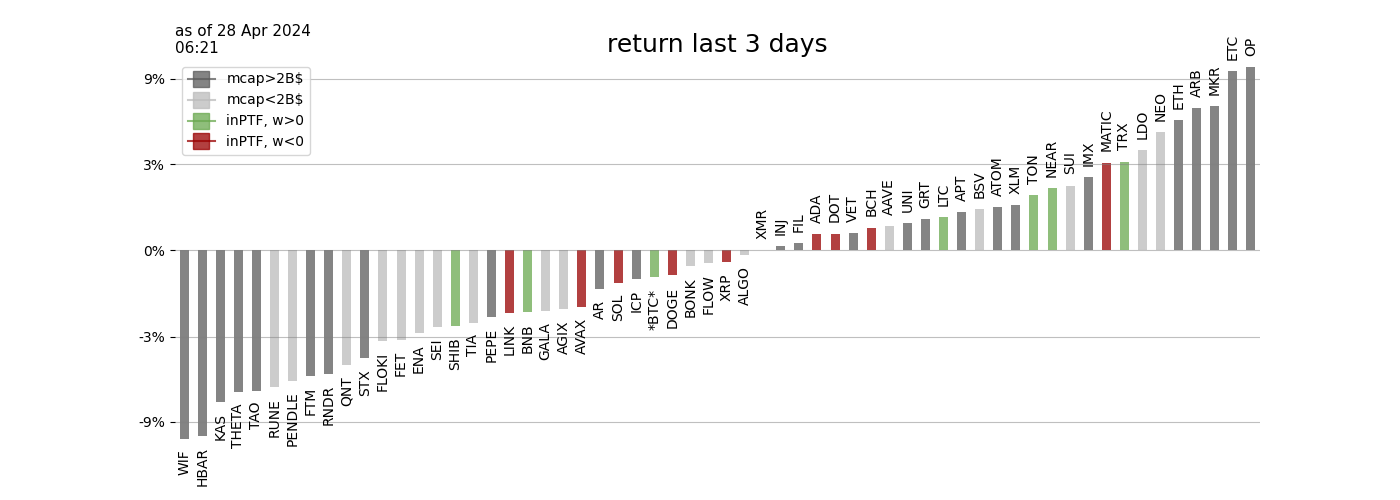 as of 28 Apr 2024
06:21
return last 3 days
mcap>2B$
mcap<2B$
inPTF, w>0
inPTF, w<0
9%
3%
0%
-3%
-9%
WIF
HBAR
KAS
THETA
TAO
RUNE
PENDLE
FTM
RNDR
QNT
STX
FLOKI
FET
ENA
SEI
SHIB
TIA
PEPE
LINK
BNB
GALA
AGIX
AVAX
AR
SOL
ICP
*BTC*
DOGE
BONK
FLOW
XRP
ALGO
XMR
INJ
FIL
ADA
DOT
VET
BCH
AAVE
UNI
GRT
LTC
APT
BSV
ATOM
XLM
TON
NEAR
SUI
IMX
MATIC
TRX
LDO
NEO
ETH
ARB
MKR
ETC
OP